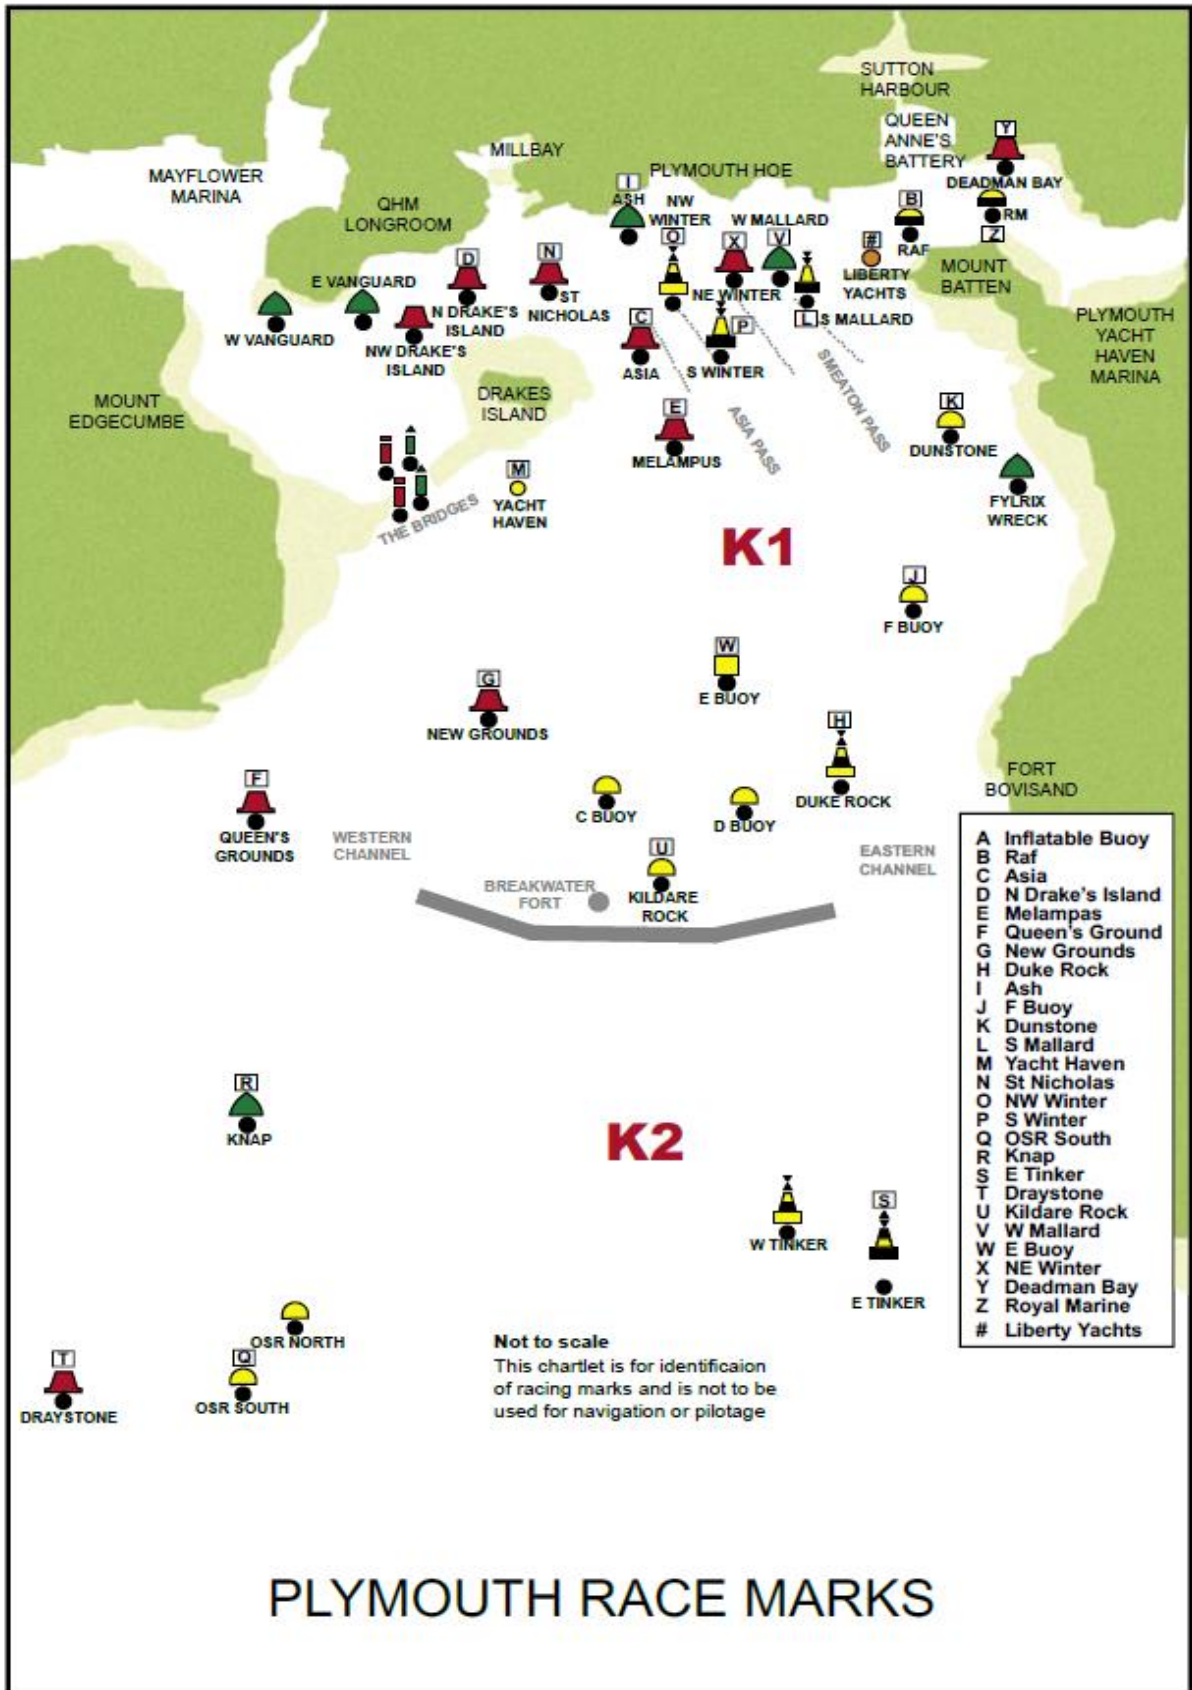 SUTTON
HARBOUR
QUEEN
ANNE'S
BATTERY
Y
DEADMAN BAY
MILLBAY
PLYMOUTH HOE
MAYFLOWER
MARINA
QHM
LONGROOM
I
ASH
NW
WINTER
O
W MALLARD
X
V
#
B
RAF
RM
Z
LIBERTY
YACHTS
MOUNT
BATTEN
E VANGUARD
W VANGUARD
D
N DRAKE'S
ISLAND
N
ST
NICHOLAS
NE WINTER
L
S MALLARD
NW DRAKE'S
ISLAND
C
ASIA
P
S WINTER
PLYMOUTH
YACHT
HAVEN
MARINA
MOUNT
EDGECUMBE
DRAKES
ISLAND
SMEATON PASS
ASIA PASS
E
MELAMPUS
K
DUNSTONE
M
YACHT
HAVEN
THE BRIDGES
FYLRIX
WRECK
K1
J
F BUOY
W
E BUOY
G
NEW GROUNDS
H
DUKE ROCK
FORT
BOVISAND
F
QUEEN'S
GROUNDS
WESTERN
CHANNEL
C BUOY
D BUOY
U
KILDARE
ROCK
EASTERN
CHANNEL
BREAKWATER
FORT
A Inflatable Buoy
B Raf
C Asia
D N Drake's Island
E Melampas
F Queen's Ground
G New Grounds
H Duke Rock
I Ash
J F Buoy
K Dunstone
L S Mallard
M Yacht Haven
N St Nicholas
O NW Winter
P S Winter
Q OSR South
R Knap
S E Tinker
T Draystone
U Kildare Rock
V W Mallard
W E Buoy
X NE Winter
Y Deadman Bay
Z Royal Marine
# Liberty Yachts
R
KNAP
K2
W TINKER
S
E TINKER
OSR NORTH
T
DRAYSTONE
Q
OSR SOUTH
Not to scale
This chartlet is for identificaion
of racing marks and is not to be
used for navigation or pilotage
PLYMOUTH RACE MARKS